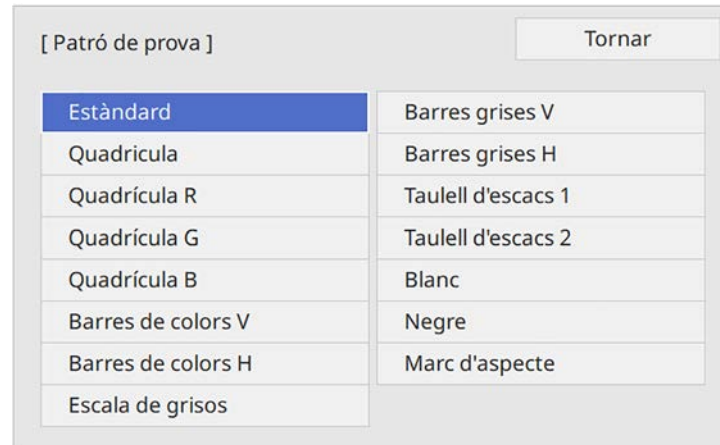 [ Patró de prova ]
Tornar
Estàndard
Quadricula
Quadrícula R
Quadrícula G
Quadrícula B
Barres de colors V
Barres de colors H
Escala de grisos
Barres grises V
Barres grises H
Taulell d'escacs 1
Taulell d'escacs 2
Blanc
Negre
Marc d'aspecte